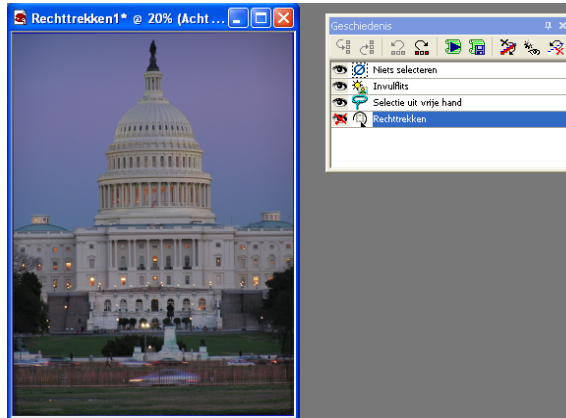 Rechttrekken1* @ 20% (Acht...
Geschiedenis
Niets selecteren
Invulflits
Selectie uit vrije hand
Rechttrekken